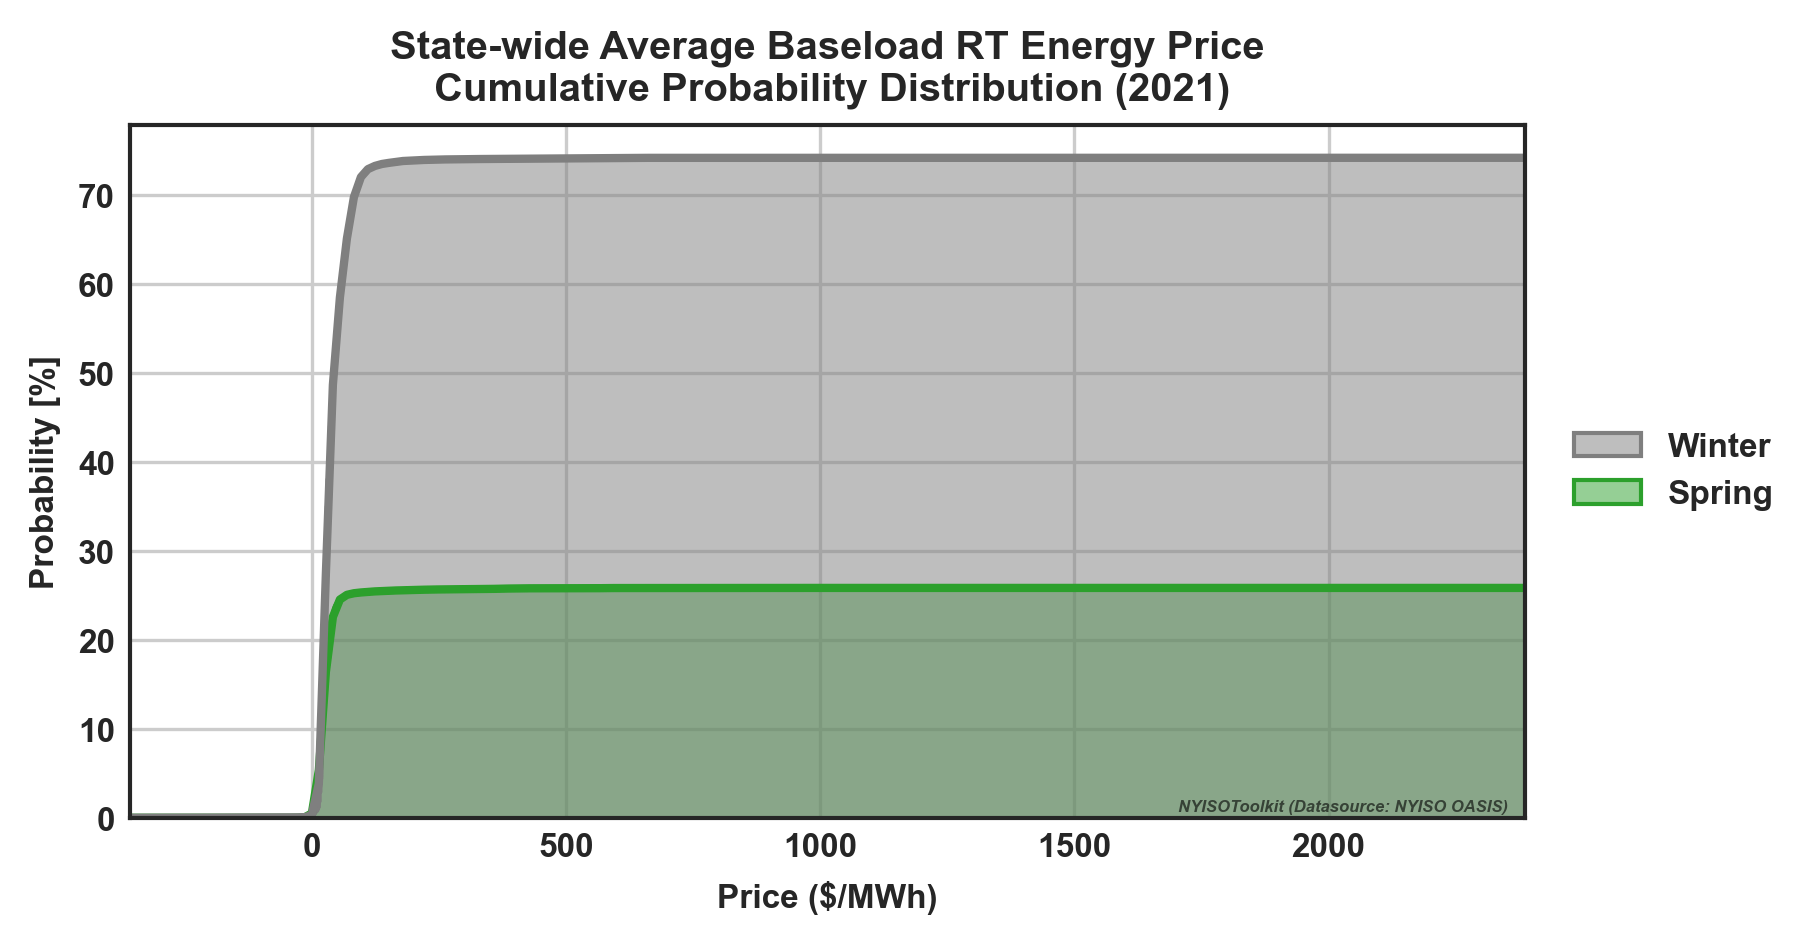 State-wide Average Baseload RT Energy Price
Cumulative Probability Distribution (2021)
Probability [%]
70
60
50
40
30
20
10
0
Winter
Spring
NYISOToolkit (Datasource: NYISO OASIS)
0 500 1000 1500 2000
Price ($/MWh)